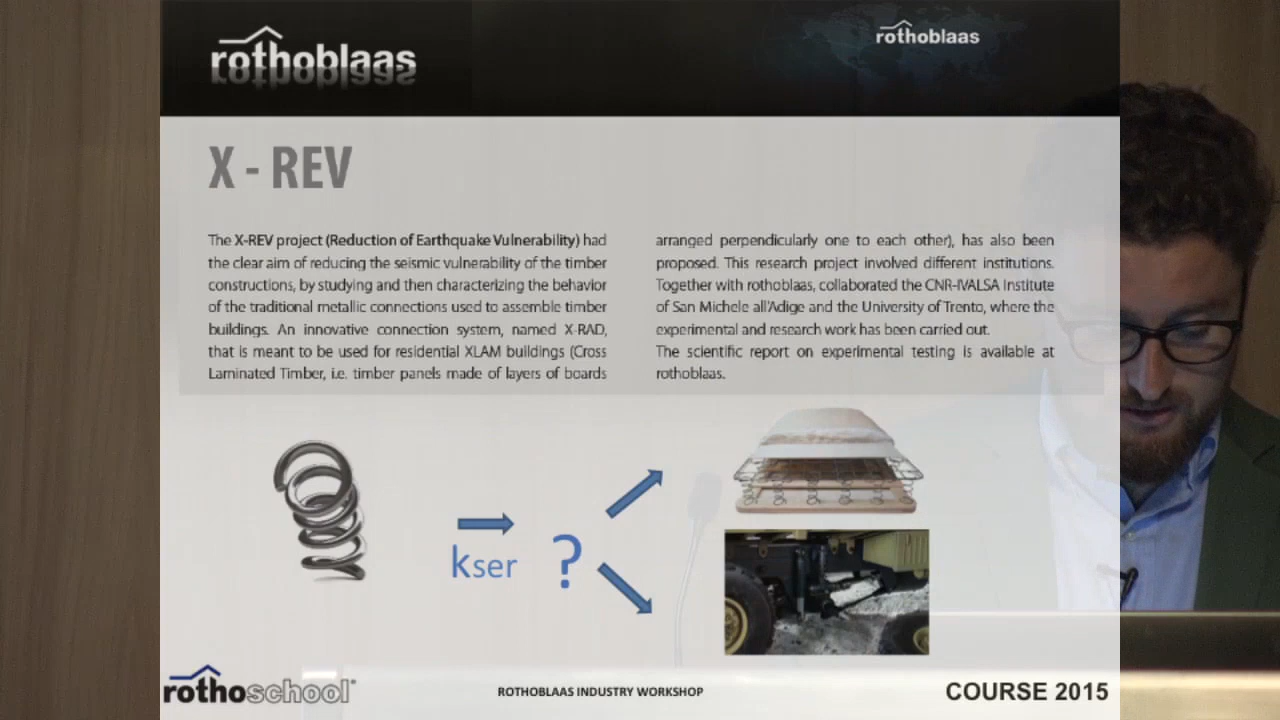 rothoblaas
rothoblaas
X - REV
The X-REV project (Reduction of Earthquake Vulnerability) had
the clear aim of reducing the seismic vulnerability of the timber
constructions, by studying and then characterizing the behavior
of the traditional metallic connections used to assemble timber
buildings. An innovative connection system, named X-RAD,
that is meant to be used for residential XLAM buildings (Cross
Laminated Timber, i.e. timber panels made of layers of boards
arranged perpendicularly one to each other), has also been
proposed. This research project involved different institutions.
Together with rothoblaas, collaborated the CNR-IVALSA Institute
of San Michele all'Adige and the University of Trento, where the
experimental and research work has been carried out.
The scientific report on experimental testing is available at
rothoblaas.
kser ?
rothoschool
ROTHOBLAAS INDUSTRY WORKSHOP
COURSE 2015